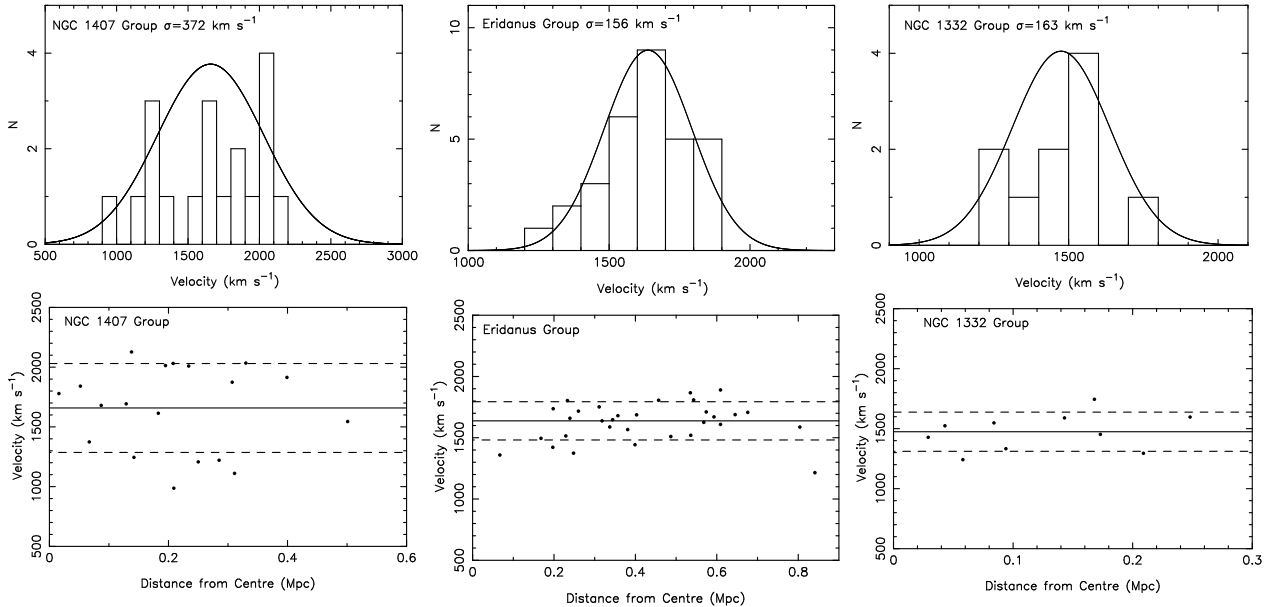 NGC 1407 Group σ=372 km s⁻¹
4
2
0
N
500 1000 1500 2000 2500 3000
Velocity (km s⁻¹)
Eridanus Group σ=156 km s⁻¹
10
5
0
N
1000 1500 2000
Velocity (km s⁻¹)
NGC 1332 Group σ=163 km s⁻¹
4
2
0
N
1000 1500 2000
Velocity (km s⁻¹)
NGC 1407 Group
2500
2000
1500
1000
500
Velocity (km s⁻¹)
0 0.2 0.4 0.6
Distance from Centre (Mpc)
Eridanus Group
2500
2000
1500
1000
500
Velocity (km s⁻¹)
0 0.2 0.4 0.6 0.8
Distance from Centre (Mpc)
NGC 1332 Group
2500
2000
1500
1000
500
Velocity (km s⁻¹)
0 0.1 0.2 0.3
Distance from Centre (Mpc)